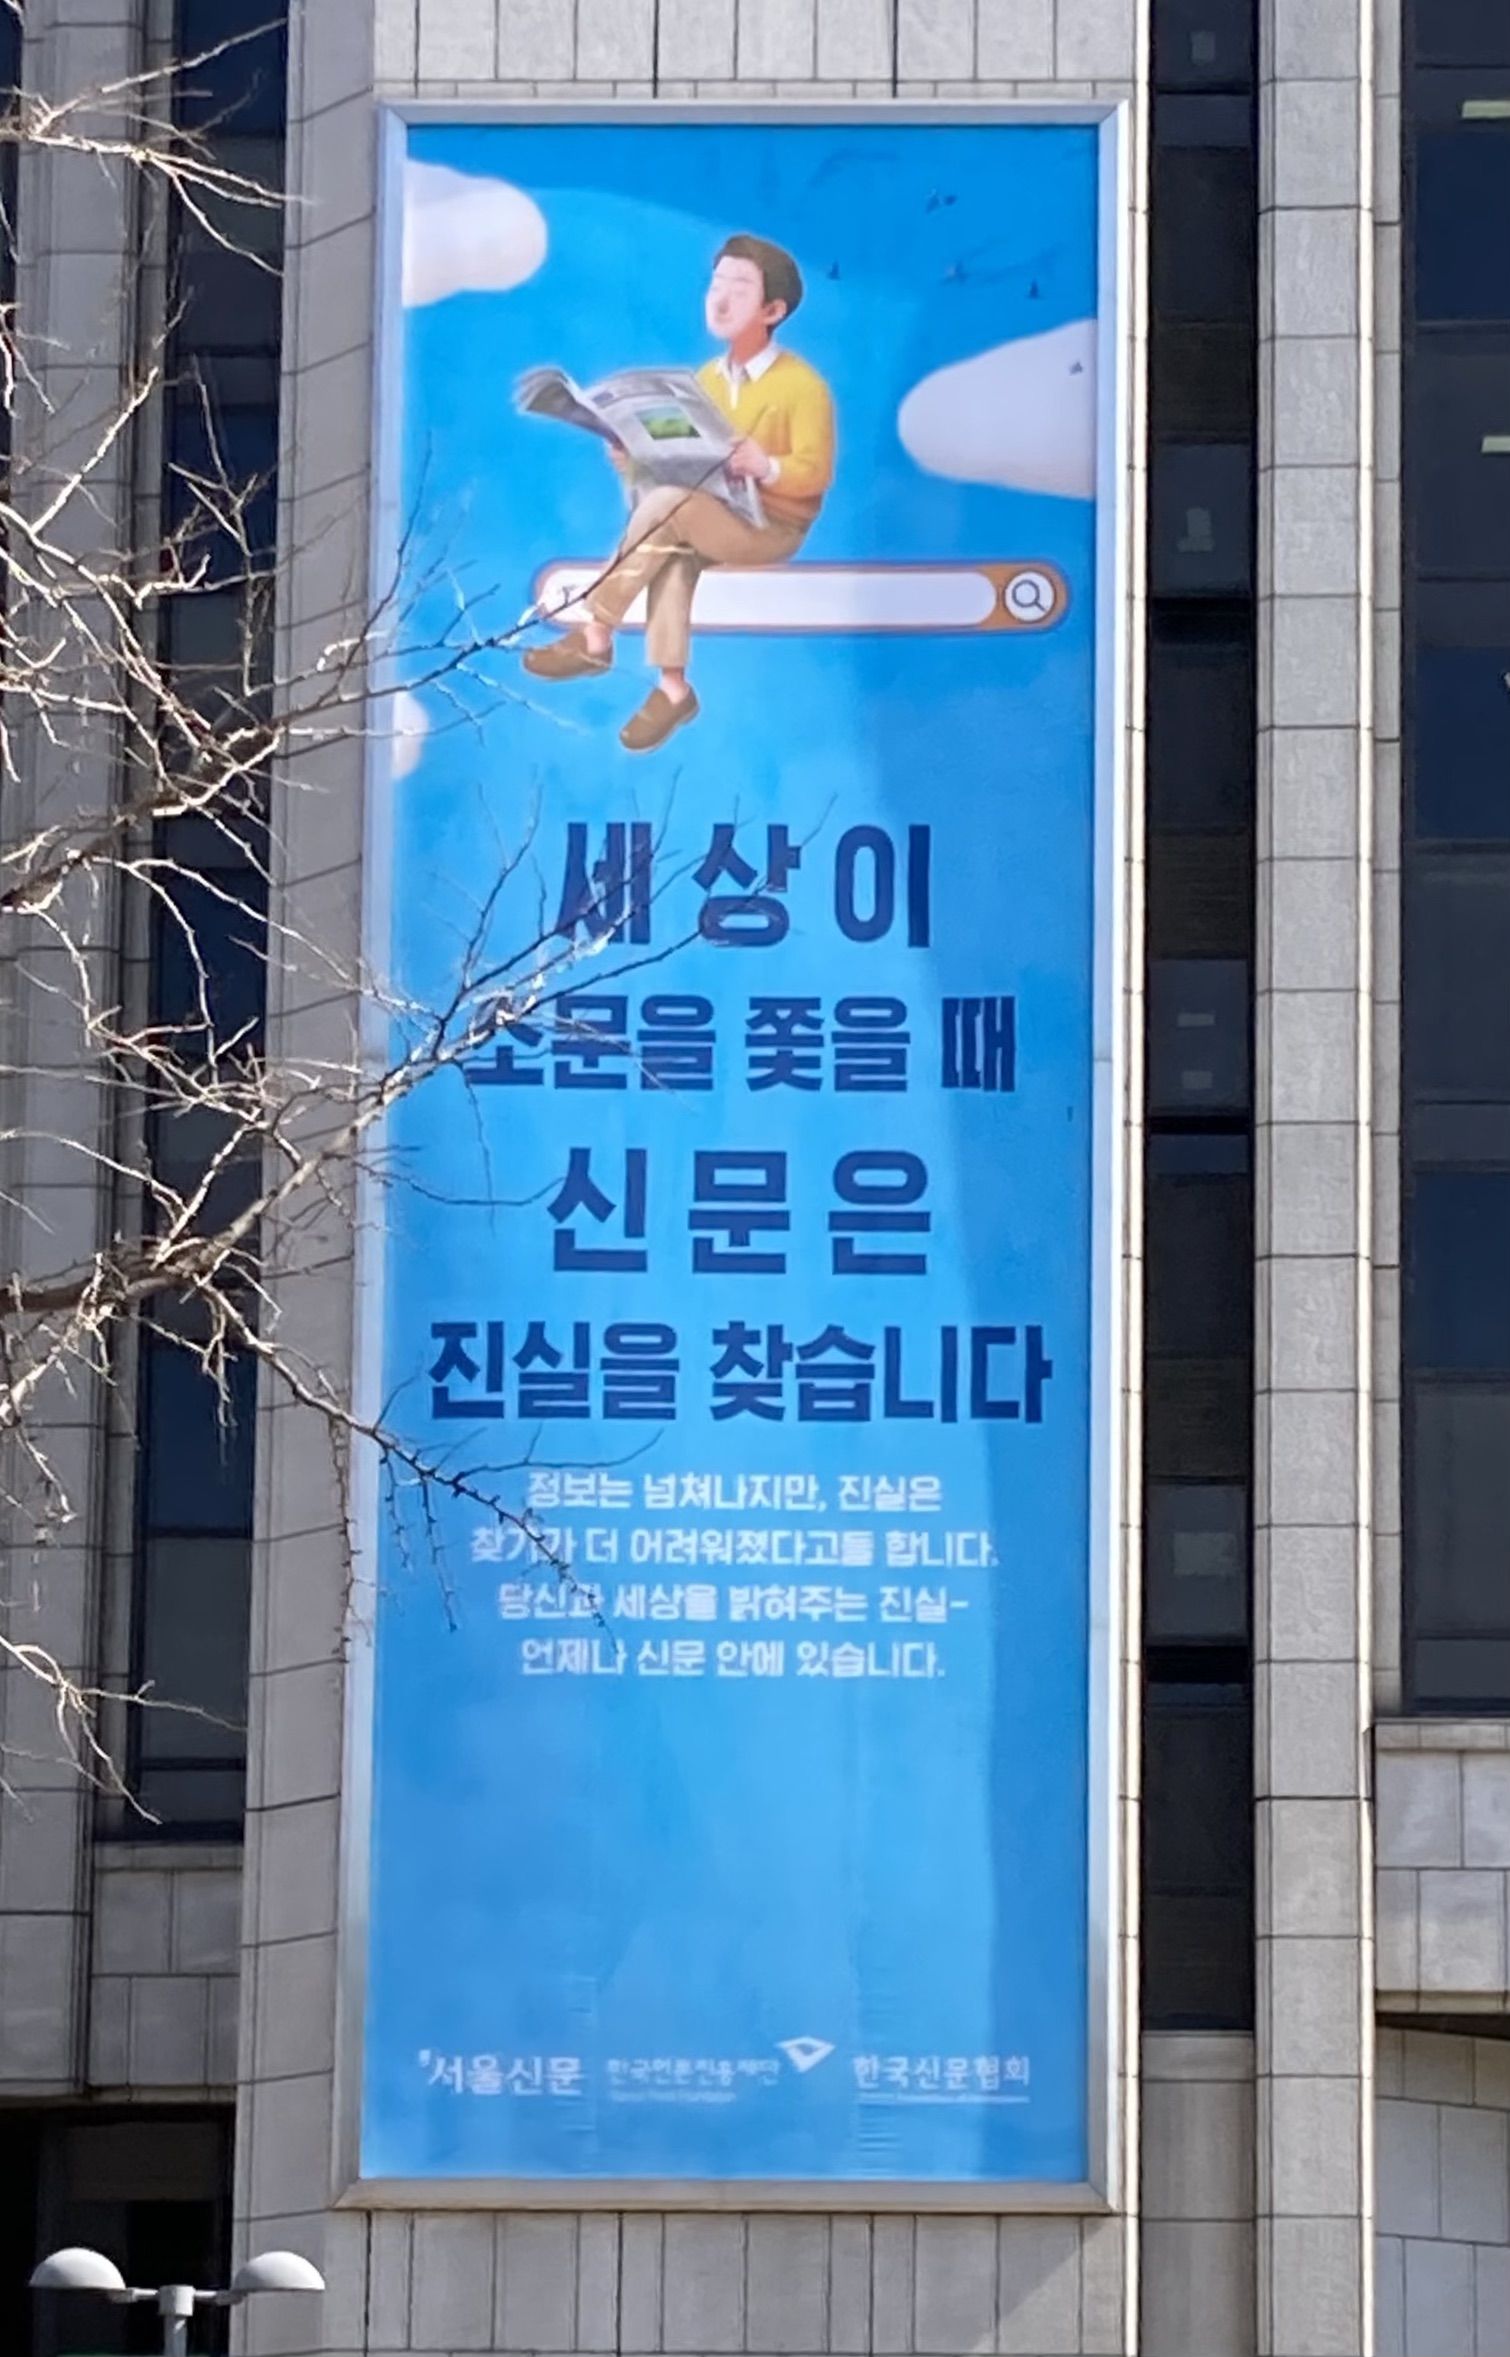 세상이
소문을 쫓을 때
신문은
진실을 찾습니다
정보는 넘쳐나지만, 진실은
찾기가 더 어려워졌다고들 합니다.
당신과 세상을 밝혀주는 진실-
언제나 신문 안에 있습니다.
서울신문 한국언론진흥재단 한국신문협회